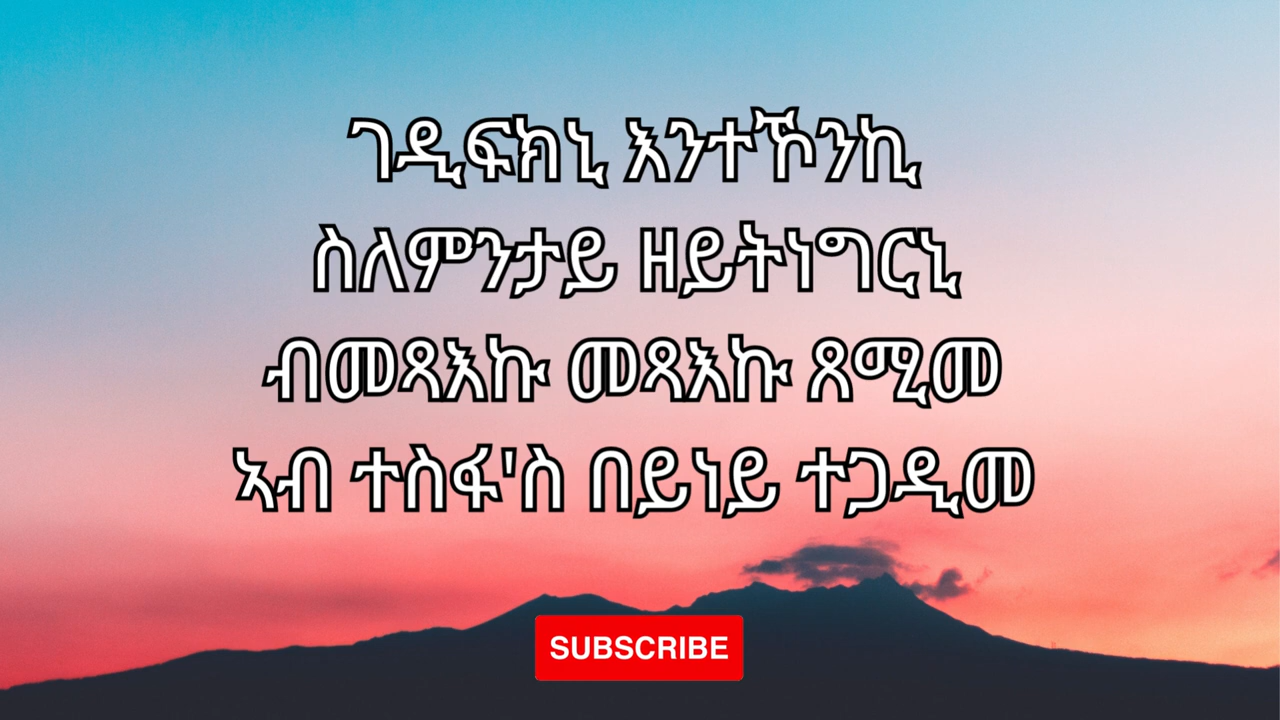 ገዲፍክኒ እንተኾንኪ
ስለምንታይ ዘይትነግርኒ
ብመጻእኩ መጻእኩ ጸሚመ
ኣብ ተስፋ'ስ በይነይ ተጋዲመ
SUBSCRIBE